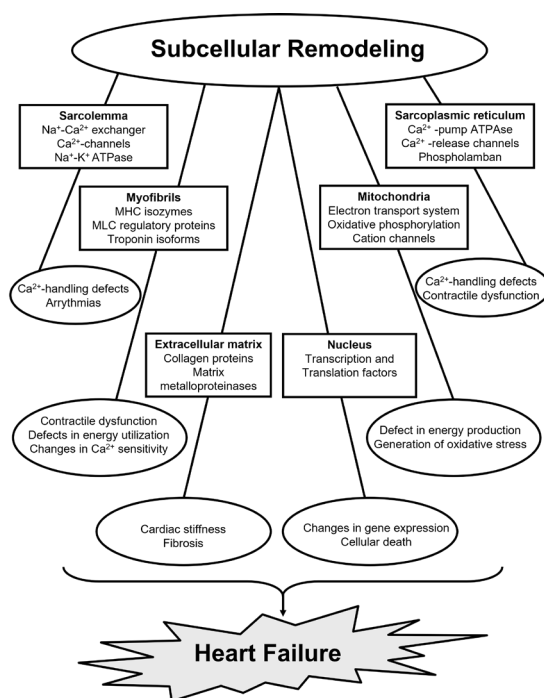 Subcellular Remodeling
Sarcolemma
Na⁺-Ca²⁺ exchanger
Ca²⁺-channels
Na⁺-K⁺ ATPase
Sarcoplasmic reticulum
Ca²⁺ -pump ATPAse
Ca²⁺ -release channels
Phospholamban
Myofibrils
MHC isozymes
MLC regulatory proteins
Troponin isoforms
Mitochondria
Electron transport system
Oxidative phosphorylation
Cation channels
Ca²⁺-handling defects
Arrythmias
Ca²⁺-handling defects
Contractile dysfunction
Extracellular matrix
Collagen proteins
Matrix
metalloproteinases
Nucleus
Transcription and
Translation factors
Contractile dysfunction
Defects in energy utilization
Changes in Ca²⁺ sensitivity
Defect in energy production
Generation of oxidative stress
Cardiac stiffness
Fibrosis
Changes in gene expression
Cellular death
Heart Failure